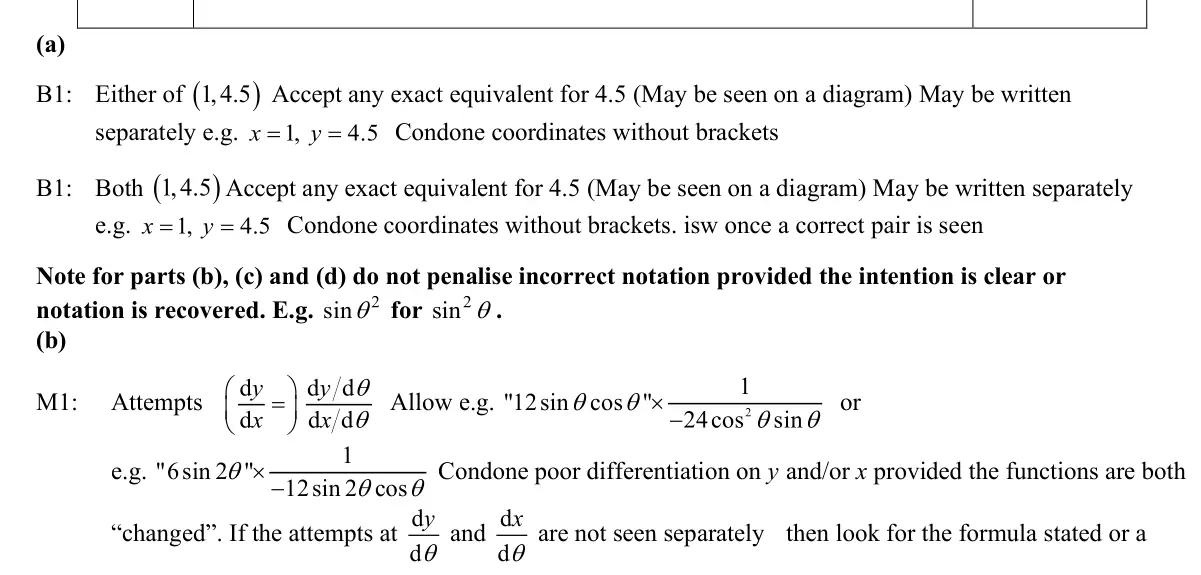 (a)
B1: Either of (1, 4.5) Accept any exact equivalent for 4.5 (May be seen on a diagram) May be written
separately e.g. x = 1, y = 4.5 Condone coordinates without brackets
B1: Both (1, 4.5) Accept any exact equivalent for 4.5 (May be seen on a diagram) May be written separately
e.g. x = 1, y = 4.5 Condone coordinates without brackets. isw once a correct pair is seen
Note for parts (b), (c) and (d) do not penalise incorrect notation provided the intention is clear or
notation is recovered. E.g. sin θ² for sin² θ .
(b)
M1: Attempts (dy/dx =) (dy/dθ)/(dx/dθ) Allow e.g. "12 sin θ cos θ"× 1/(−24 cos² θ sin θ) or
e.g. "6 sin 2θ"× 1/(−12 sin 2θ cos θ) Condone poor differentiation on y and/or x provided the functions are both
“changed”. If the attempts at dy/dθ and dx/dθ are not seen separately then look for the formula stated or a